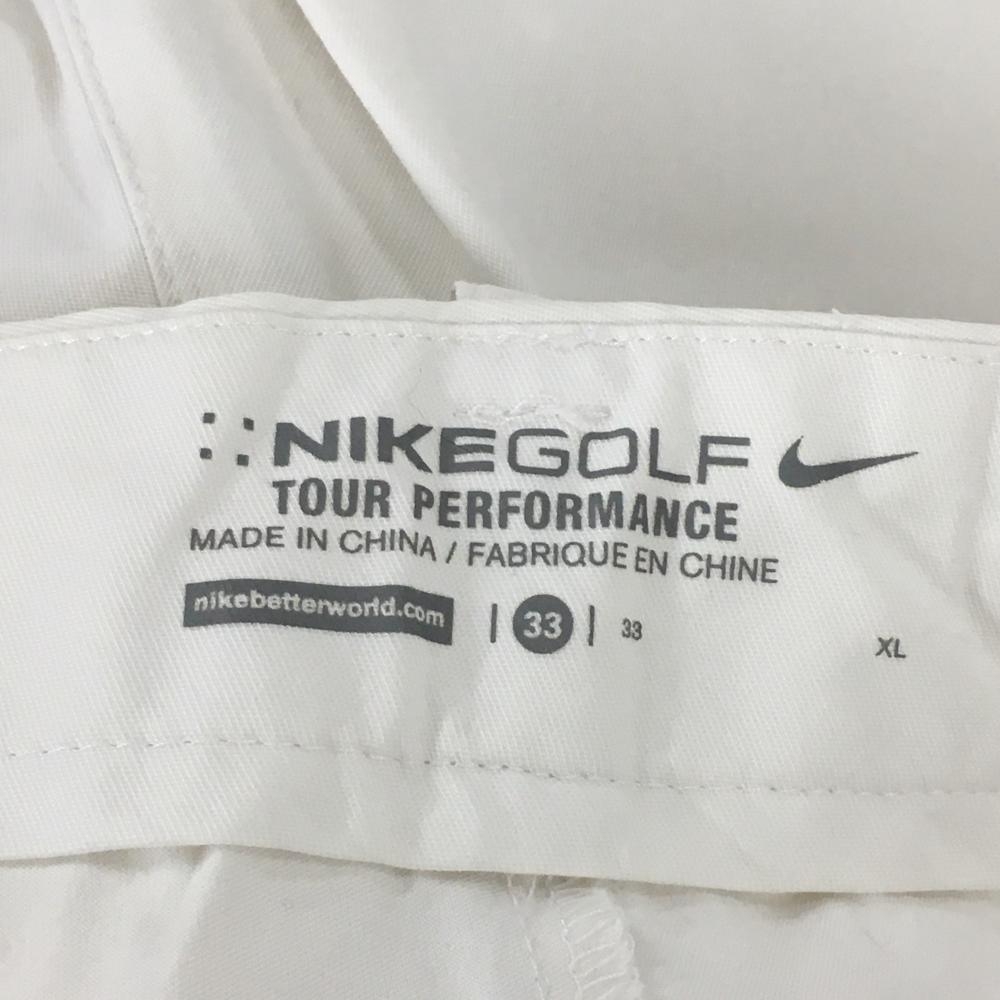 NIKEGOLF
TOUR PERFORMANCE
MADE IN CHINA / FABRIQUE EN CHINE
nikebetterworld.com | 33 | 33 XL